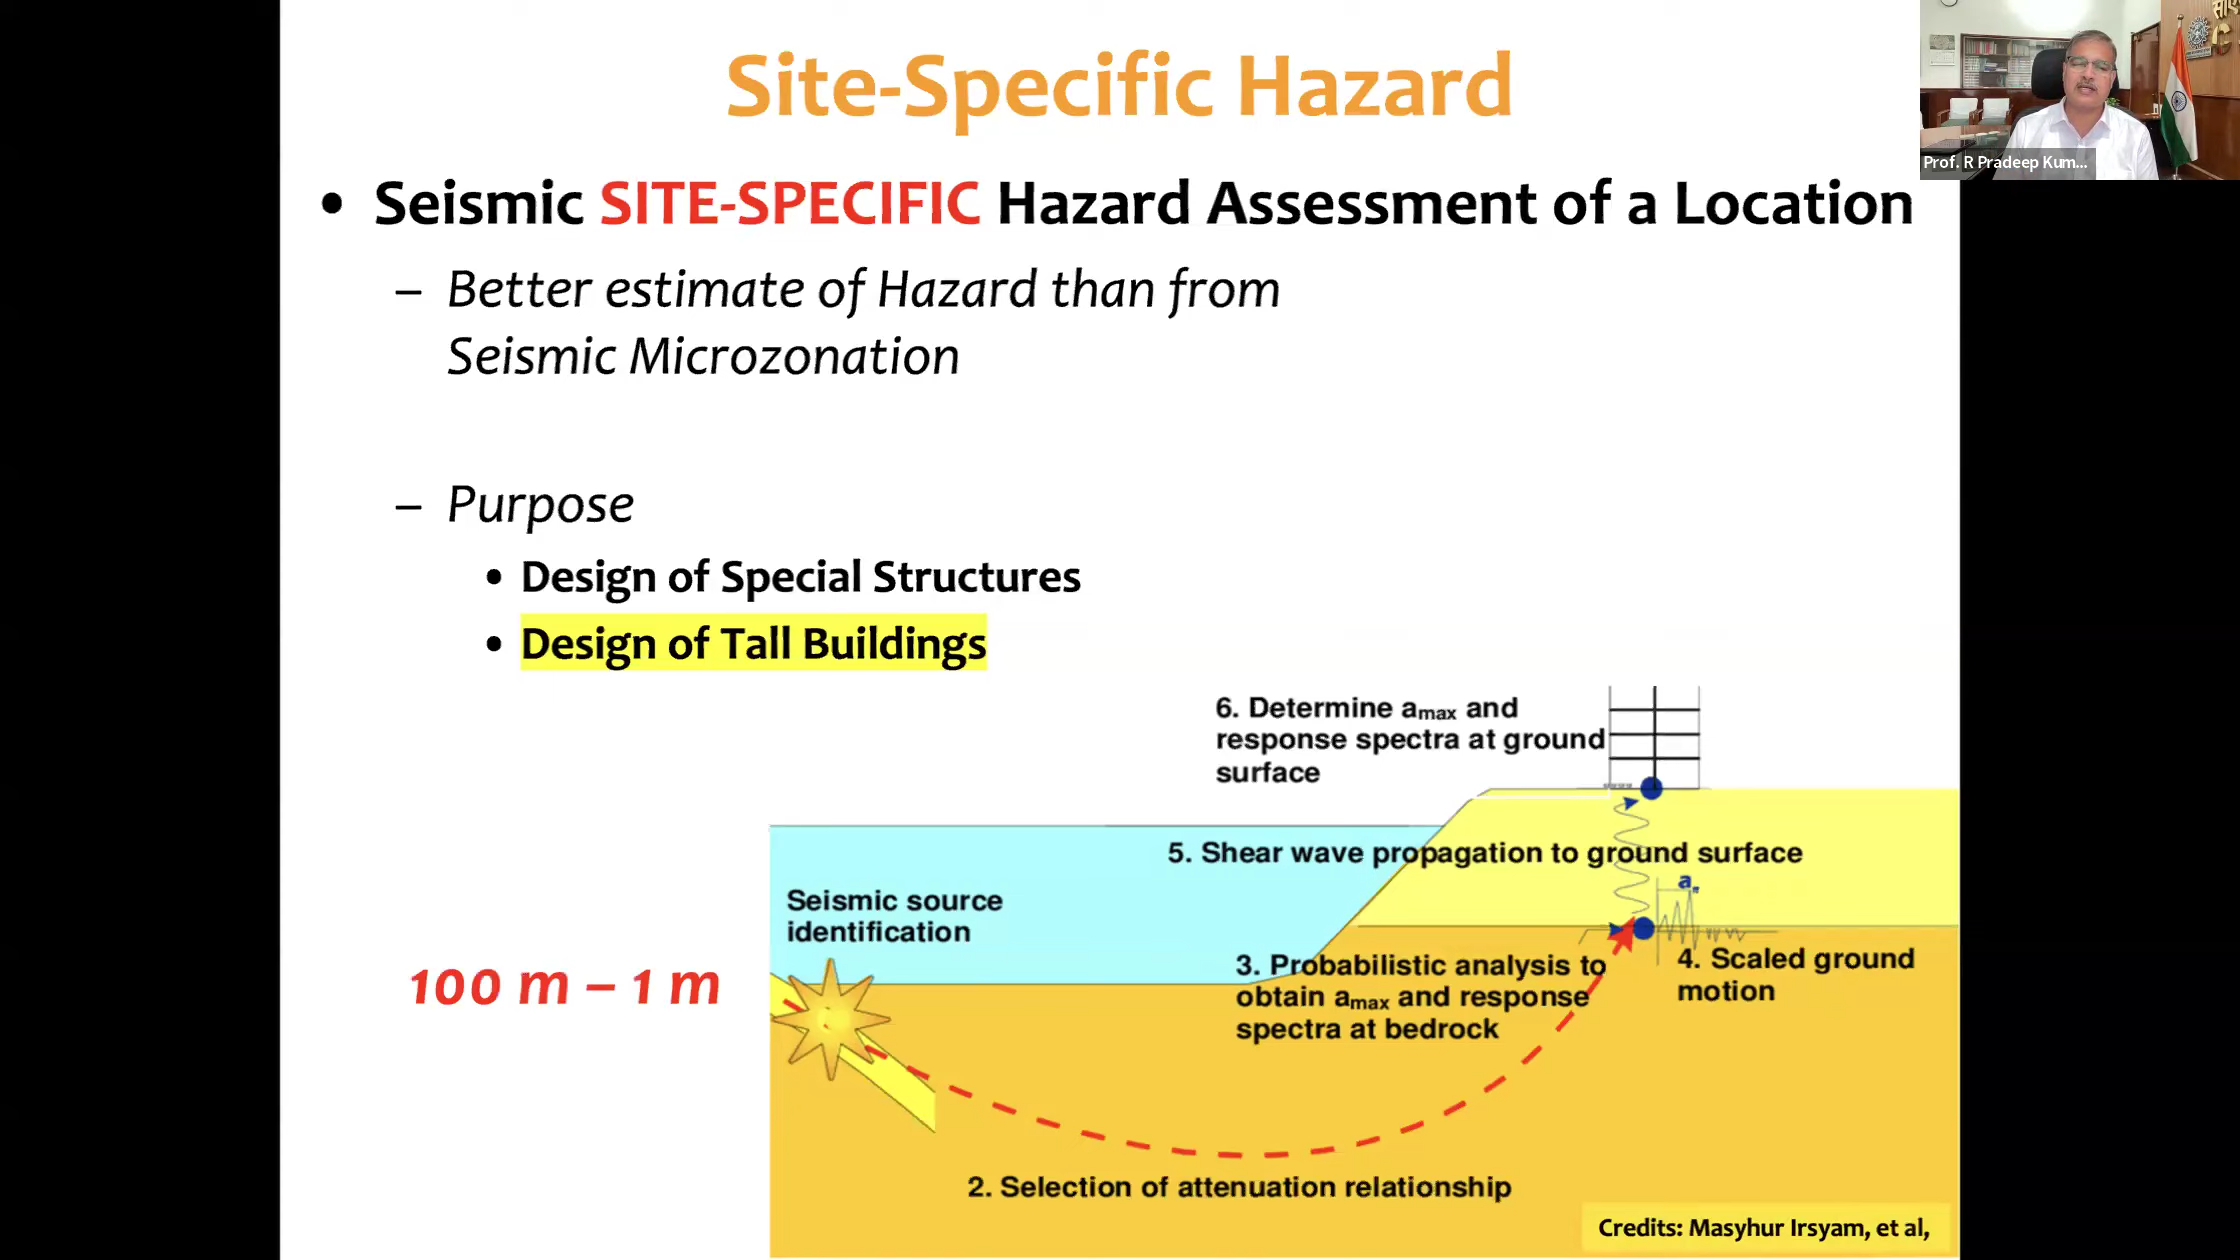 Site-Specific Hazard
• Seismic SITE-SPECIFIC Hazard Assessment of a Location
– Better estimate of Hazard than from
Seismic Microzonation
– Purpose
• Design of Special Structures
• Design of Tall Buildings
100 m – 1 m
6. Determine amax and
response spectra at ground
surface
5. Shear wave propagation to ground surface
Seismic source
identification
3. Probabilistic analysis to
obtain amax and response
spectra at bedrock
4. Scaled ground
motion
2. Selection of attenuation relationship
Credits: Masyhur Irsyam, et al,
Prof. R Pradeep Kum...